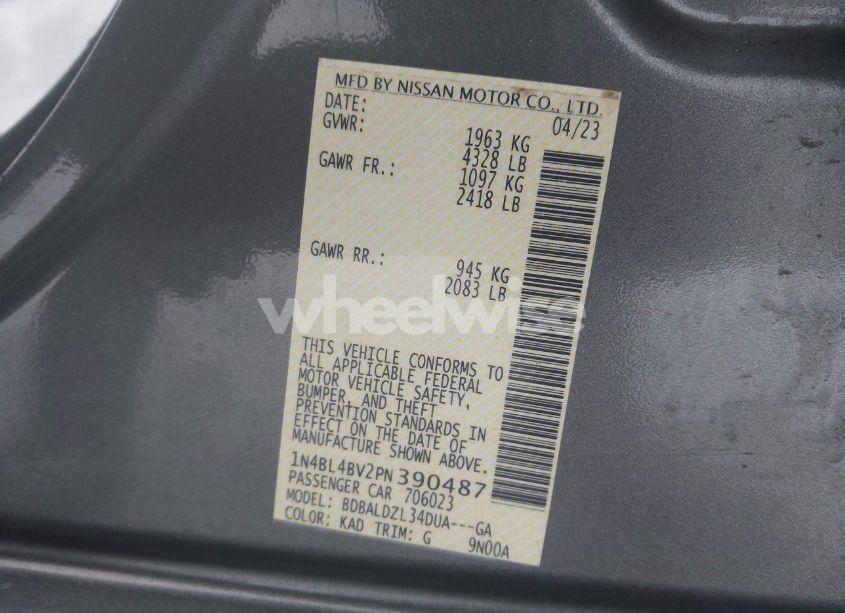 MFD BY NISSAN MOTOR CO., LTD.
DATE: 04/23
GVWR: 1963 KG
4328 LB
GAWR FR.: 1097 KG
2418 LB
GAWR RR.: 945 KG
2083 LB
wheelwise
THIS VEHICLE CONFORMS TO
ALL APPLICABLE FEDERAL
MOTOR VEHICLE SAFETY,
BUMPER, AND THEFT
PREVENTION STANDARDS IN
EFFECT ON THE DATE OF
MANUFACTURE SHOWN ABOVE.
1N4BL4BV2PN390487
PASSENGER CAR 706023
MODEL: BDBALDZL34DUA---GA
COLOR: KAD TRIM: G 9N00A